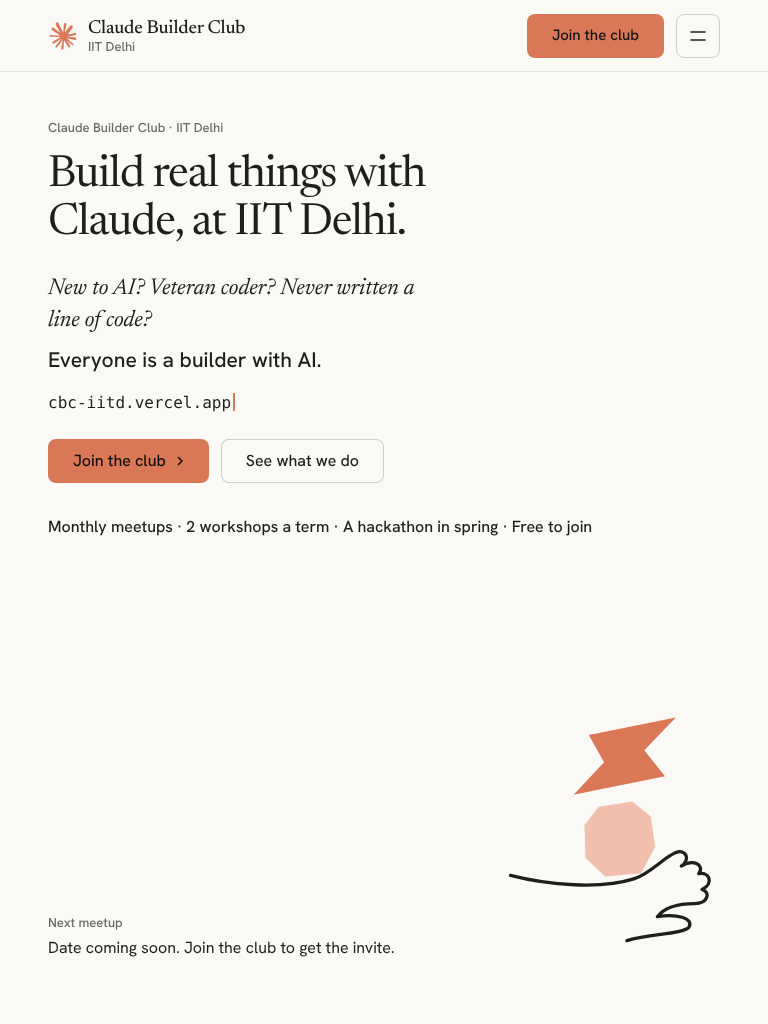 Claude Builder Club
IIT Delhi
Join the club
Claude Builder Club · IIT Delhi
Build real things with
Claude, at IIT Delhi.
New to AI? Veteran coder? Never written a
line of code?
Everyone is a builder with AI.
cbc-iitd.vercel.app
Join the club
See what we do
Monthly meetups · 2 workshops a term · A hackathon in spring · Free to join
Next meetup
Date coming soon. Join the club to get the invite.